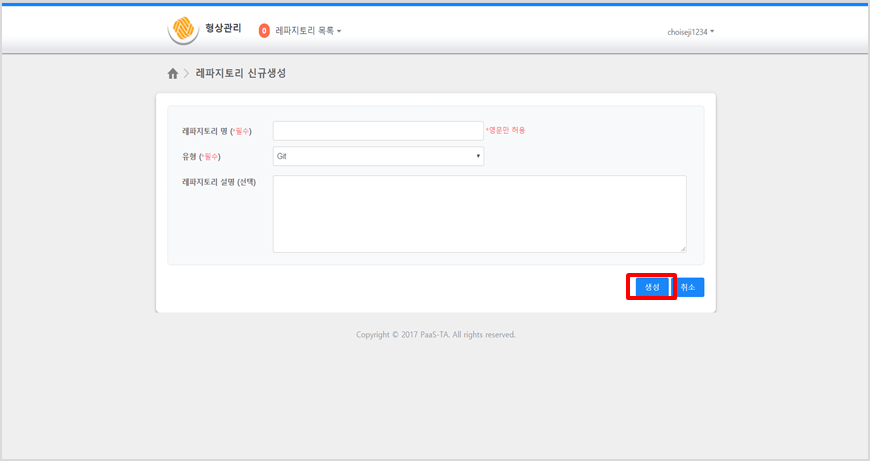 형상관리 0 레파지토리 목록 choiseji1234
레파지토리 신규생성
레파지토리 명 (*필수) *영문만 허용
유형 (*필수) Git
레파지토리 설명 (선택)
생성 취소
Copyright © 2017 PaaS-TA. All rights reserved.